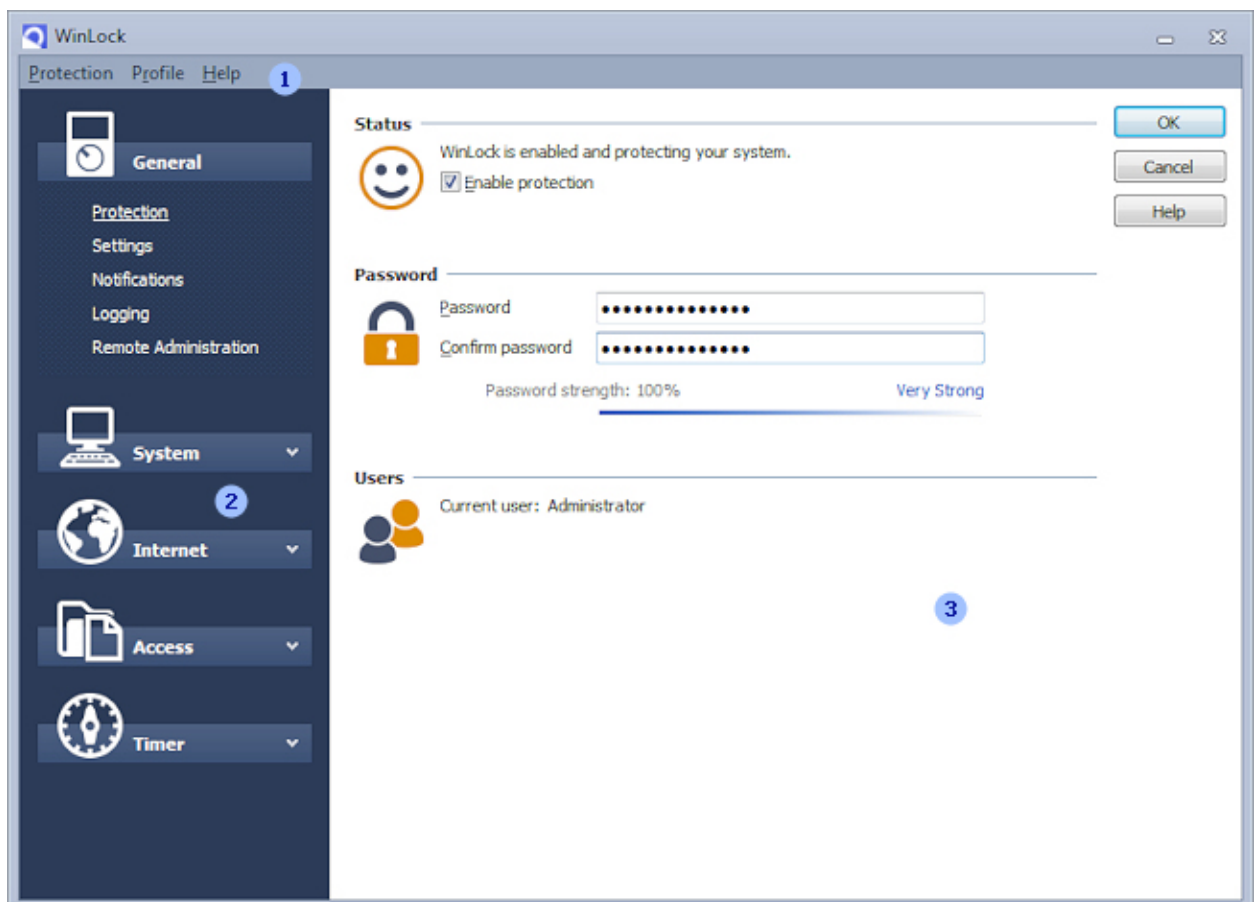 WinLock
Protection Profile Help 1
General
Protection
Settings
Notifications
Logging
Remote Administration
System
2
Internet
Access
Timer
Status
WinLock is enabled and protecting your system.
Enable protection
Password
Password ••••••••••••••
Confirm password ••••••••••••••
Password strength: 100% Very Strong
Users
Current user: Administrator
3
OK
Cancel
Help